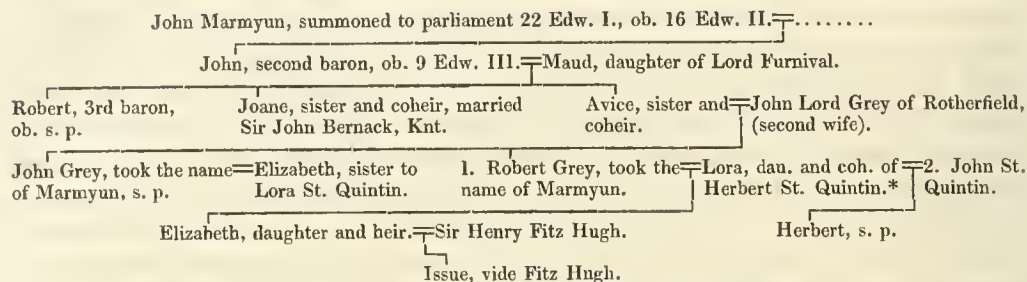 John Marmyun, summoned to parliament 22 Edw. I., ob. 16 Edw. II.=........
John, second baron, ob. 9 Edw. III.=Maud, daughter of Lord Furnival.
Robert, 3rd baron, Joane, sister and coheir, married Avice, sister and=John Lord Grey of Rotherfield,
ob. s. p. Sir John Bernack, Knt. coheir. (second wife).
John Grey, took the name=Elizabeth, sister to 1. Robert Grey, took the=Lora, dau. and coh. of=2. John St.
of Marmyun, s. p. Lora St. Quintin. name of Marmyun. Herbert St. Quintin.* Quintin.
Elizabeth, daughter and heir.=Sir Henry Fitz Hugh. Herbert, s. p.
Issue, vide Fitz Hngh.